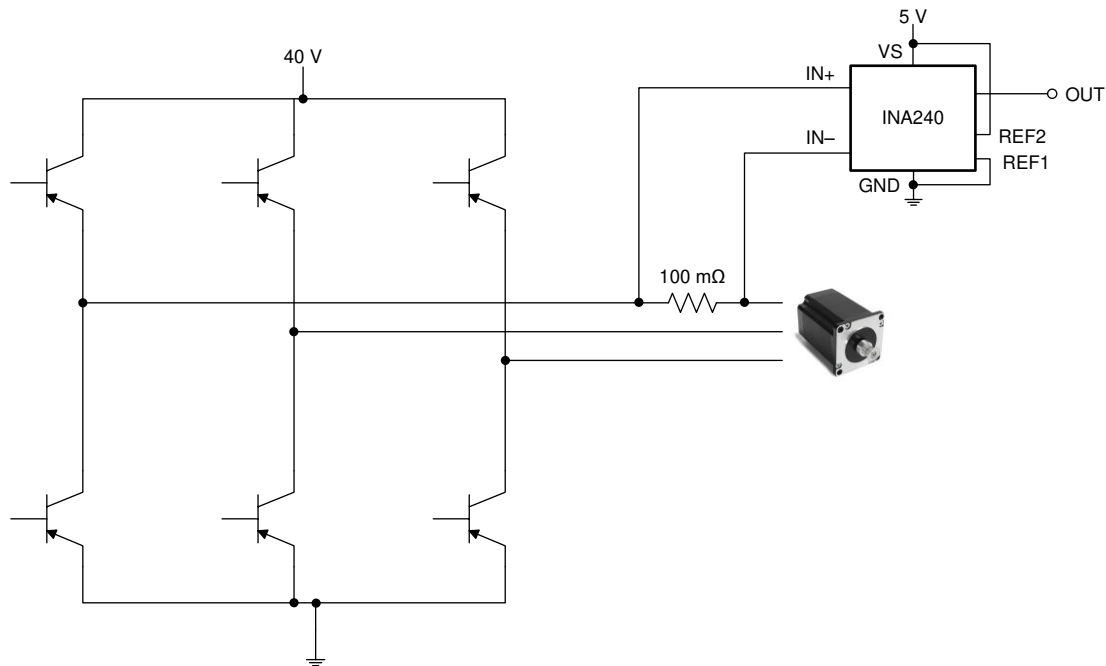 5 V
40 V
VS
IN+
INA240
OUT
IN–
REF2
REF1
GND
100 mΩ